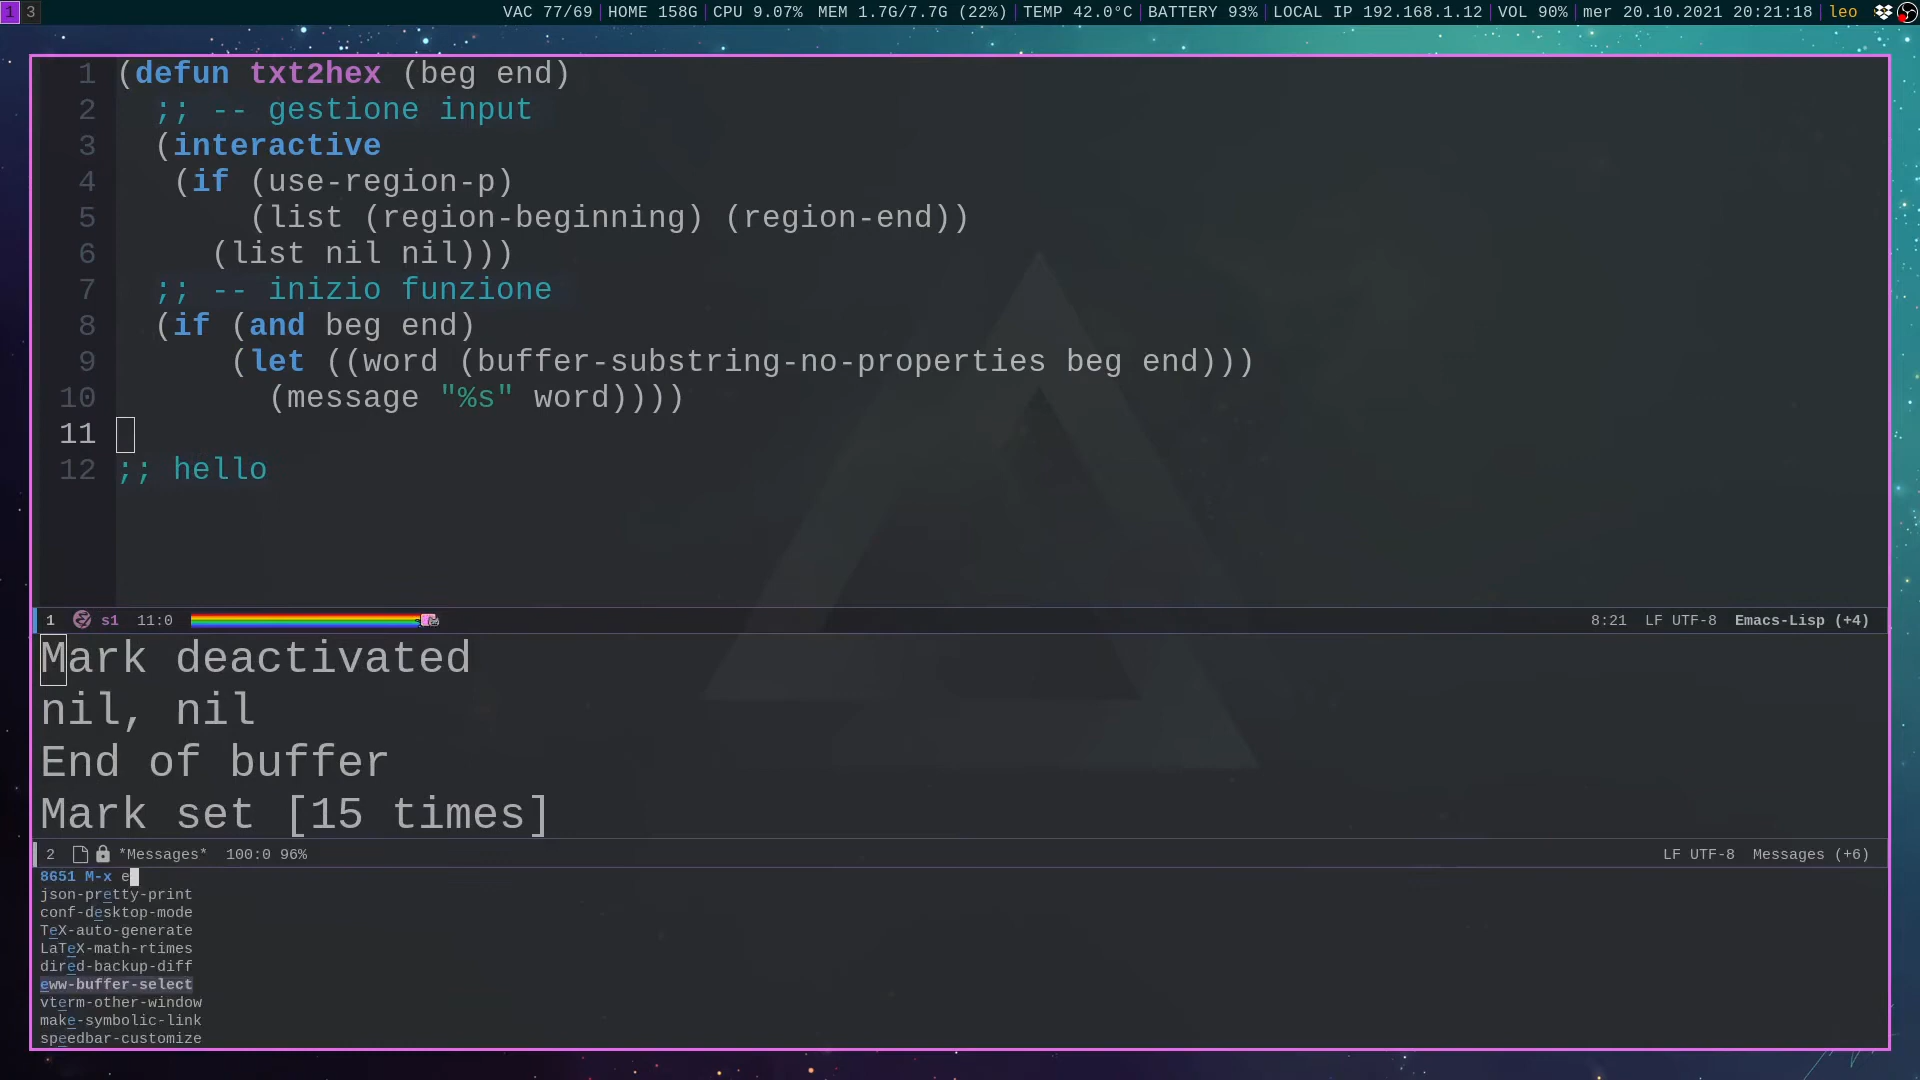 1 3 VAC 77/69 HOME 158G CPU 9.07% MEM 1.7G/7.7G (22%) TEMP 42.0°C BATTERY 93% LOCAL IP 192.168.1.12 VOL 90% mer 20.10.2021 20:21:18 leo
1 (defun txt2hex (beg end)
2 ;; -- gestione input
3 (interactive
4 (if (use-region-p)
5 (list (region-beginning) (region-end))
6 (list nil nil)))
7 ;; -- inizio funzione
8 (if (and beg end)
9 (let ((word (buffer-substring-no-properties beg end)))
10 (message "%s" word))))
11
12 ;; hello
1 s1 11:0 8:21 LF UTF-8 Emacs-Lisp (+4)
Mark deactivated
nil, nil
End of buffer
Mark set [15 times]
2 *Messages* 100:0 96% LF UTF-8 Messages (+6)
8651 M-x e
json-pretty-print
conf-desktop-mode
TeX-auto-generate
LaTeX-math-rtimes
dired-backup-diff
eww-buffer-select
vterm-other-window
make-symbolic-link
speedbar-customize